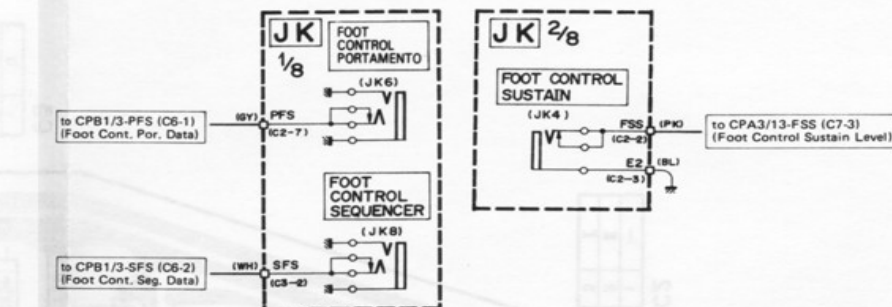 JK 1/8
FOOT
CONTROL
PORTAMENTO
(JK6)
to CPB1/3-PFS (C6-1)
(Foot Cont. Por. Data)
(GY)
PFS
(C2-7)
FOOT
CONTROL
SEQUENCER
(JK8)
to CPB1/3-SFS (C6-2)
(Foot Cont. Seg. Data)
(WH)
SFS
(C3-2)
JK 2/8
FOOT CONTROL
SUSTAIN
(JK4)
FSS
(PK)
(C2-2)
to CPA3/13-FSS (C7-3)
(Foot Control Sustain Level)
E2
(BL)
(C2-3)